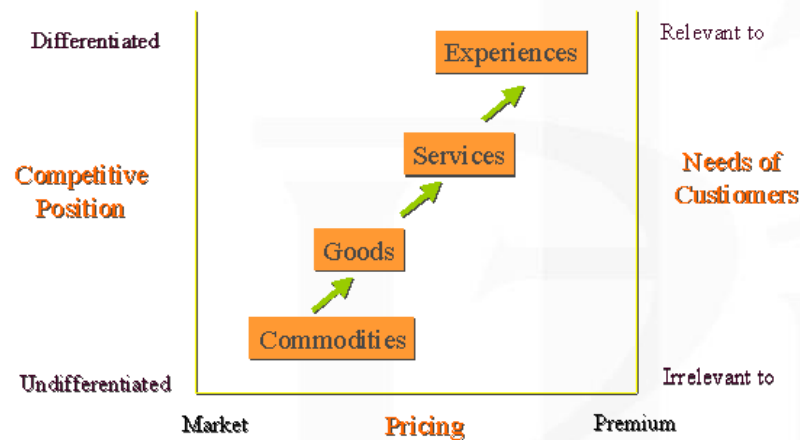 Differentiated
Experiences
Relevant to
Services
Competitive
Position
Needs of
Custiomers
Goods
Commodities
Undifferentiated
Irrelevant to
Market
Pricing
Premium